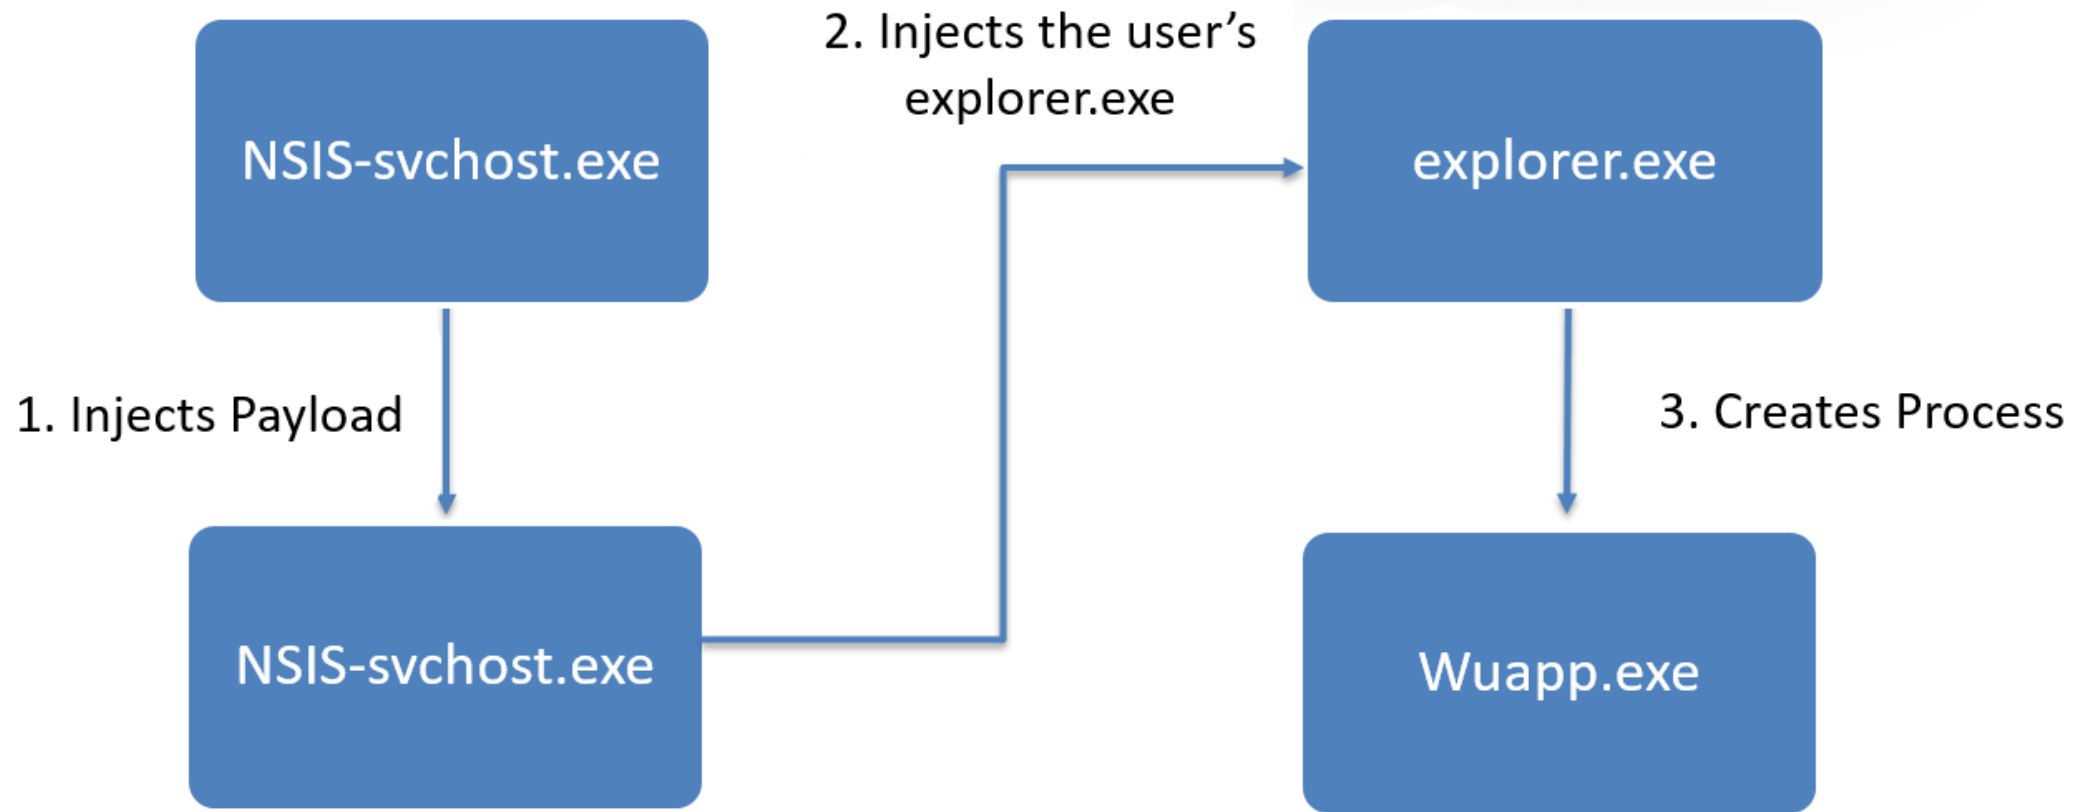 NSIS-svchost.exe
1. Injects Payload
NSIS-svchost.exe
2. Injects the user’s
explorer.exe
explorer.exe
3. Creates Process
Wuapp.exe